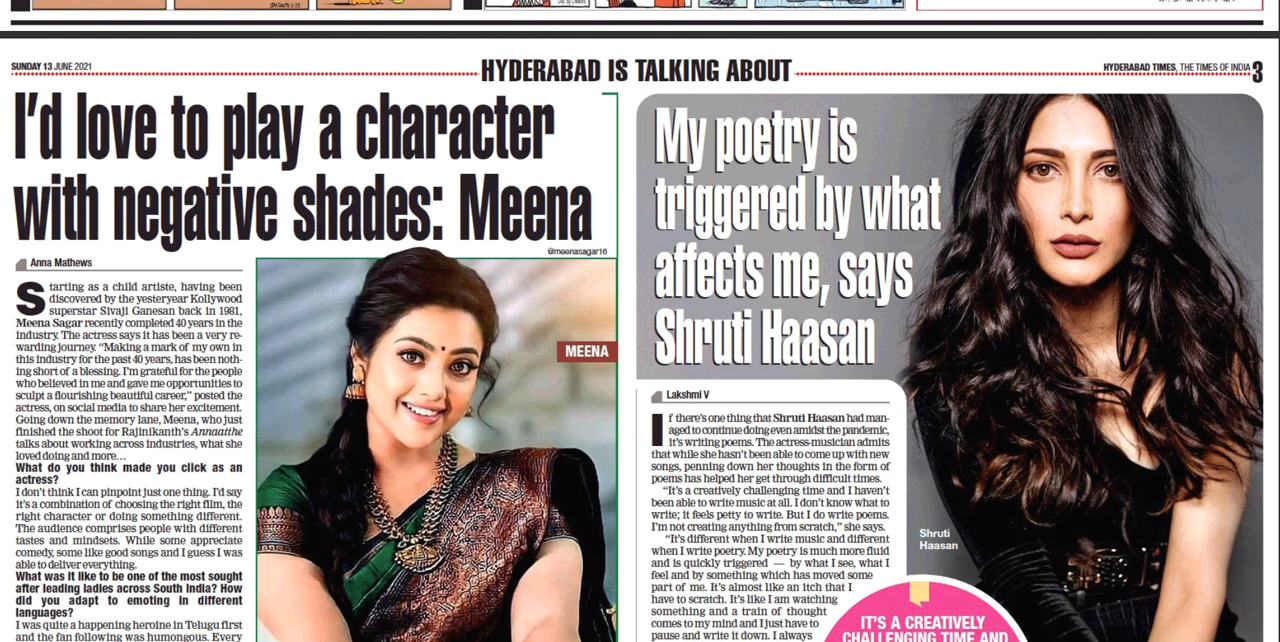 SUNDAY 13 JUNE 2021
HYDERABAD IS TALKING ABOUT
HYDERABAD TIMES, THE TIMES OF INDIA 3
I'd love to play a character
with negative shades: Meena
@meenasagar16
Anna Mathews
Starting as a child artiste, having been
discovered by the yesteryear Kollywood
superstar Sivaji Ganesan back in 1981,
Meena Sagar recently completed 40 years in the
industry. The actress says it has been a very re-
warding journey. “Making a mark of my own in
this industry for the past 40 years, has been noth-
ing short of a blessing. I'm grateful for the people
who believed in me and gave me opportunities to
sculpt a flourishing beautiful career,” posted the
actress, on social media to share her excitement.
Going down the memory lane, Meena, who just
finished the shoot for Rajinikanth's Annaatthe
talks about working across industries, what she
loved doing and more…
What do you think made you click as an
actress?
I don't think I can pinpoint just one thing. I'd say
it's a combination of choosing the right film, the
right character or doing something different.
The audience comprises people with different
tastes and mindsets. While some appreciate
comedy, some like good songs and I guess I was
able to deliver everything.
What was it like to be one of the most sought
after leading ladies across South India? How
did you adapt to emoting in different
languages?
I was quite a happening heroine in Telugu first
and the fan following was humongous. Every
MEENA
My poetry is
triggered by what
affects me, says
Shruti Haasan
Lakshmi V
If there's one thing that Shruti Haasan had man-
aged to continue doing even amidst the pandemic,
it's writing poems. The actress-musician admits
that while she hasn't been able to come up with new
songs, penning down her thoughts in the form of
poems has helped her get through difficult times.
“It's a creatively challenging time and I haven't
been able to write music at all. I don't know what to
write; it feels petty to write. But I do write poems.
I'm not creating anything from scratch,” she says.
“It's different when I write music and different
when I write poetry. My poetry is much more fluid
and is quickly triggered — by what I see, what I
feel and by something which has moved some
part of me. It's almost like an itch that I
have to scratch. It's like I am watching
something and a train of thought
comes to my mind and I just have to
pause and write it down. I always
Shruti
Haasan
IT'S A CREATIVELY
CHALLENGING TIME AND